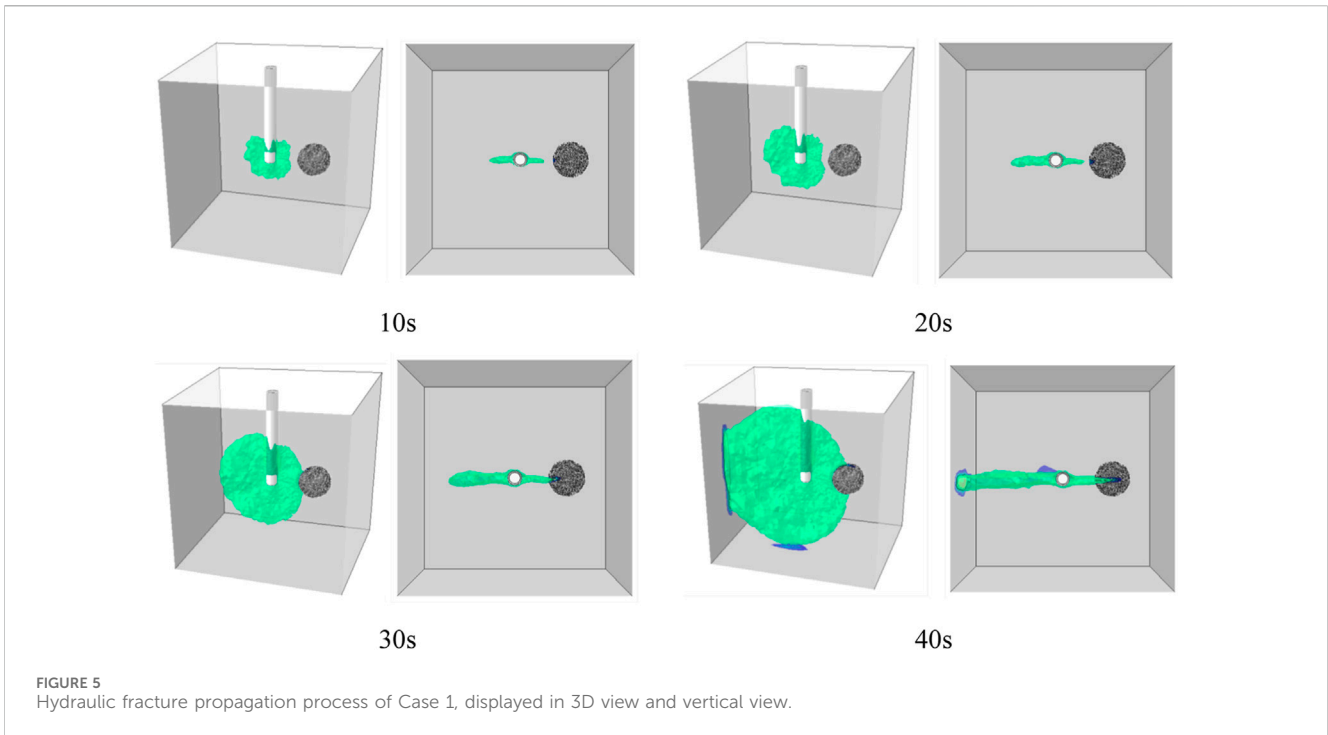 10s
20s
30s
40s
FIGURE 5
Hydraulic fracture propagation process of Case 1, displayed in 3D view and vertical view.